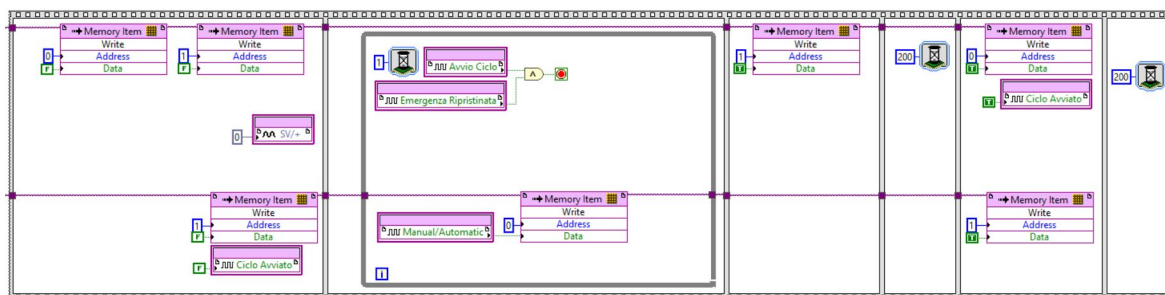 Memory Item
Write
0 Address
F Data
Memory Item
Write
1 Address
F Data
0 SV/+
Memory Item
Write
1 Address
F Data
F Ciclo Avviato
1
Avvio Ciclo
Emergenza Ripristinata
Λ
Manual/Automatic
Memory Item
Write
0 Address
Data
i
Memory Item
Write
1 Address
T Data
200
Memory Item
Write
0 Address
T Data
T Ciclo Avviato
Memory Item
Write
1 Address
T Data
200